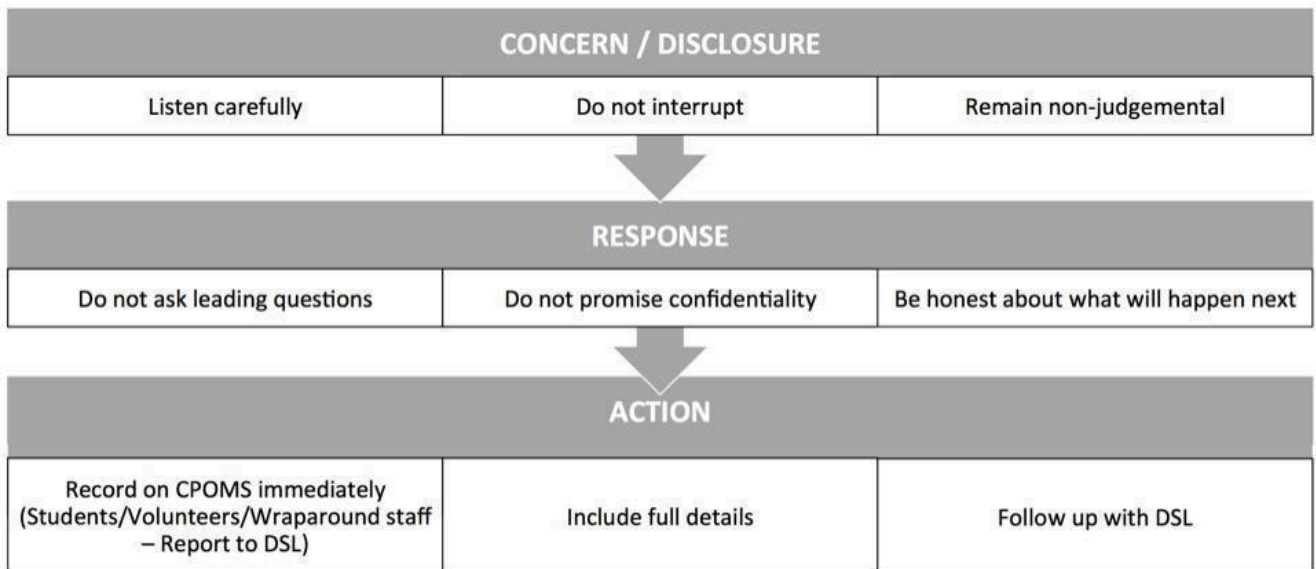 CONCERN / DISCLOSURE
Listen carefully
Do not interrupt
Remain non-judgemental
RESPONSE
Do not ask leading questions
Do not promise confidentiality
Be honest about what will happen next
ACTION
Record on CPOMS immediately
(Students/Volunteers/Wraparound staff
– Report to DSL)
Include full details
Follow up with DSL